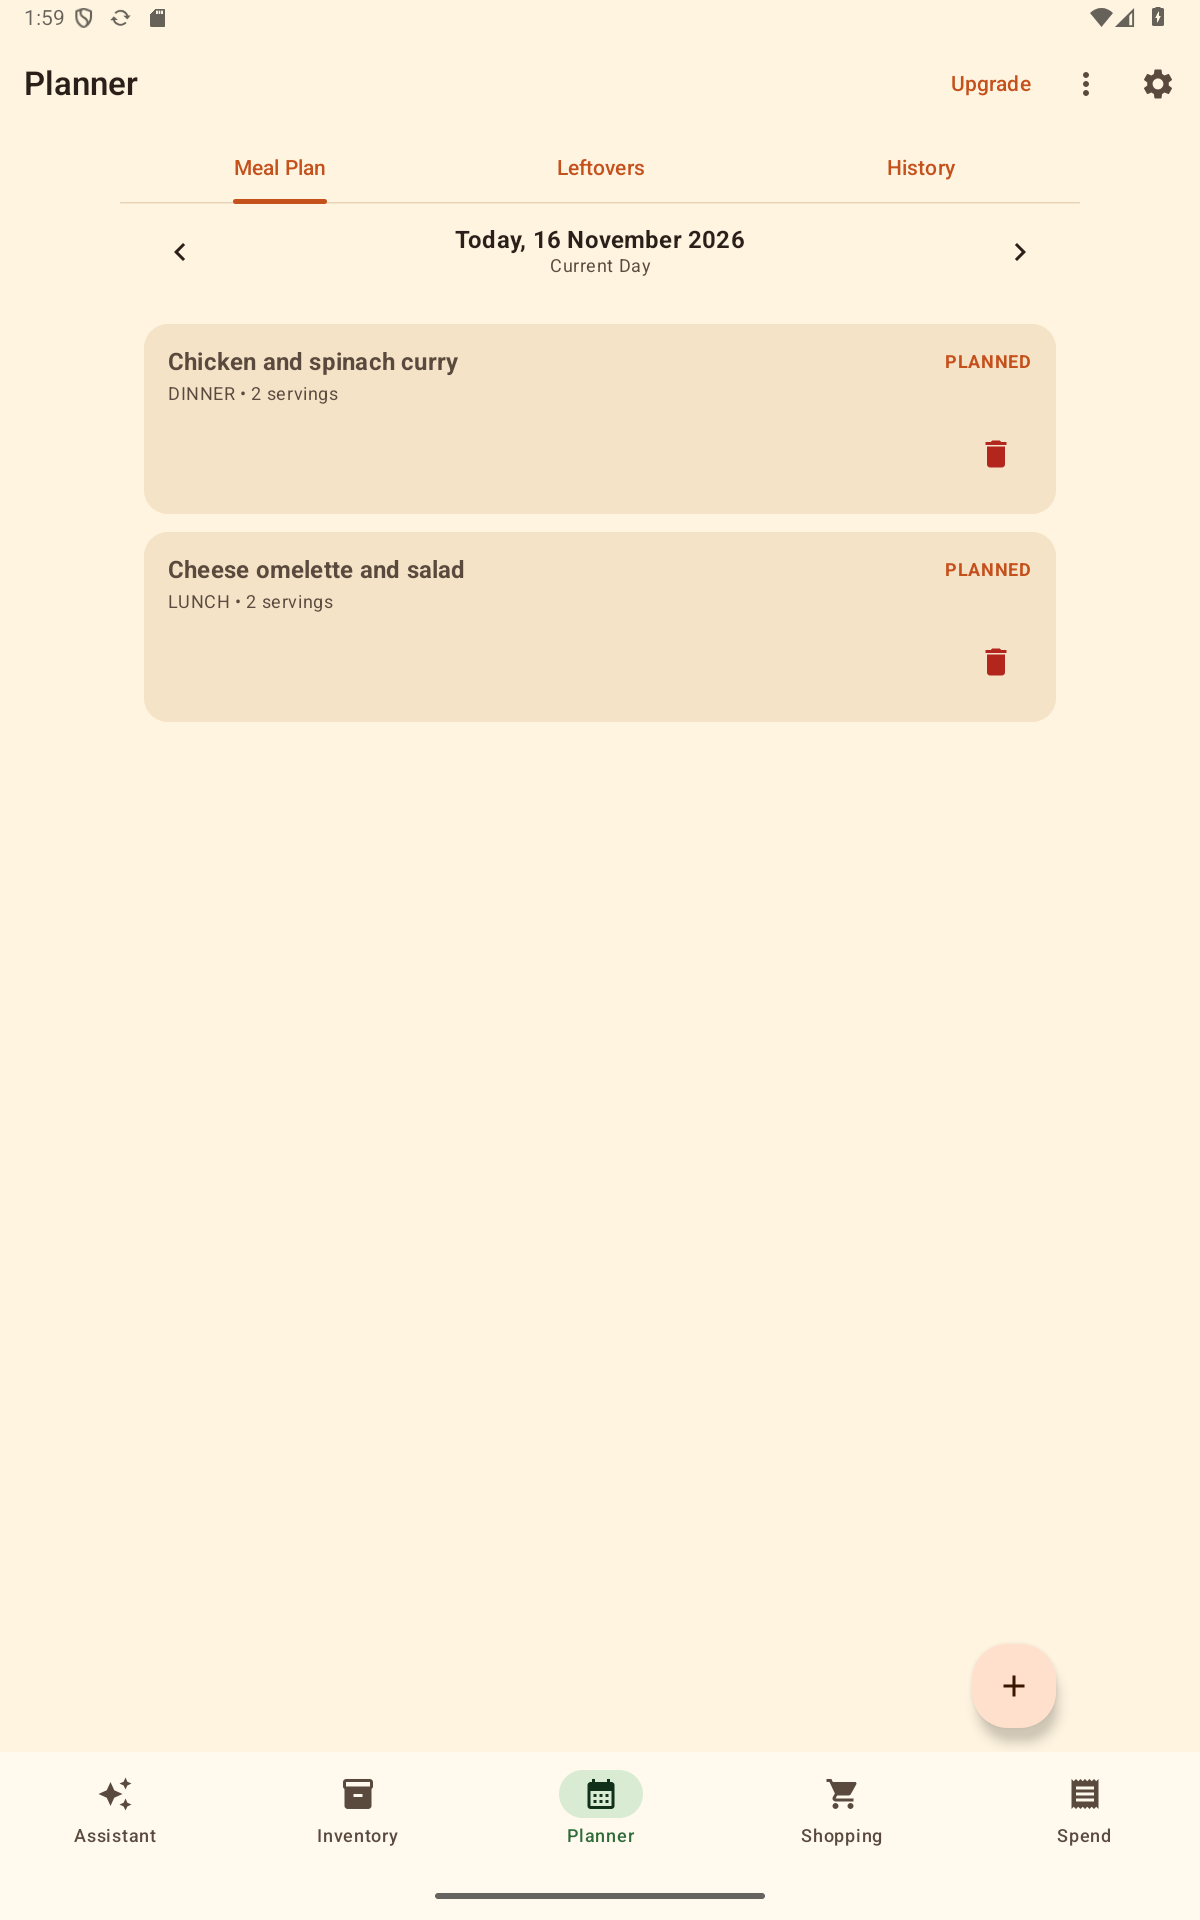 1:59
Planner
Upgrade
Meal Plan
Leftovers
History
Today, 16 November 2026
Current Day
Chicken and spinach curry
PLANNED
DINNER • 2 servings
Cheese omelette and salad
PLANNED
LUNCH • 2 servings
Assistant
Inventory
Planner
Shopping
Spend